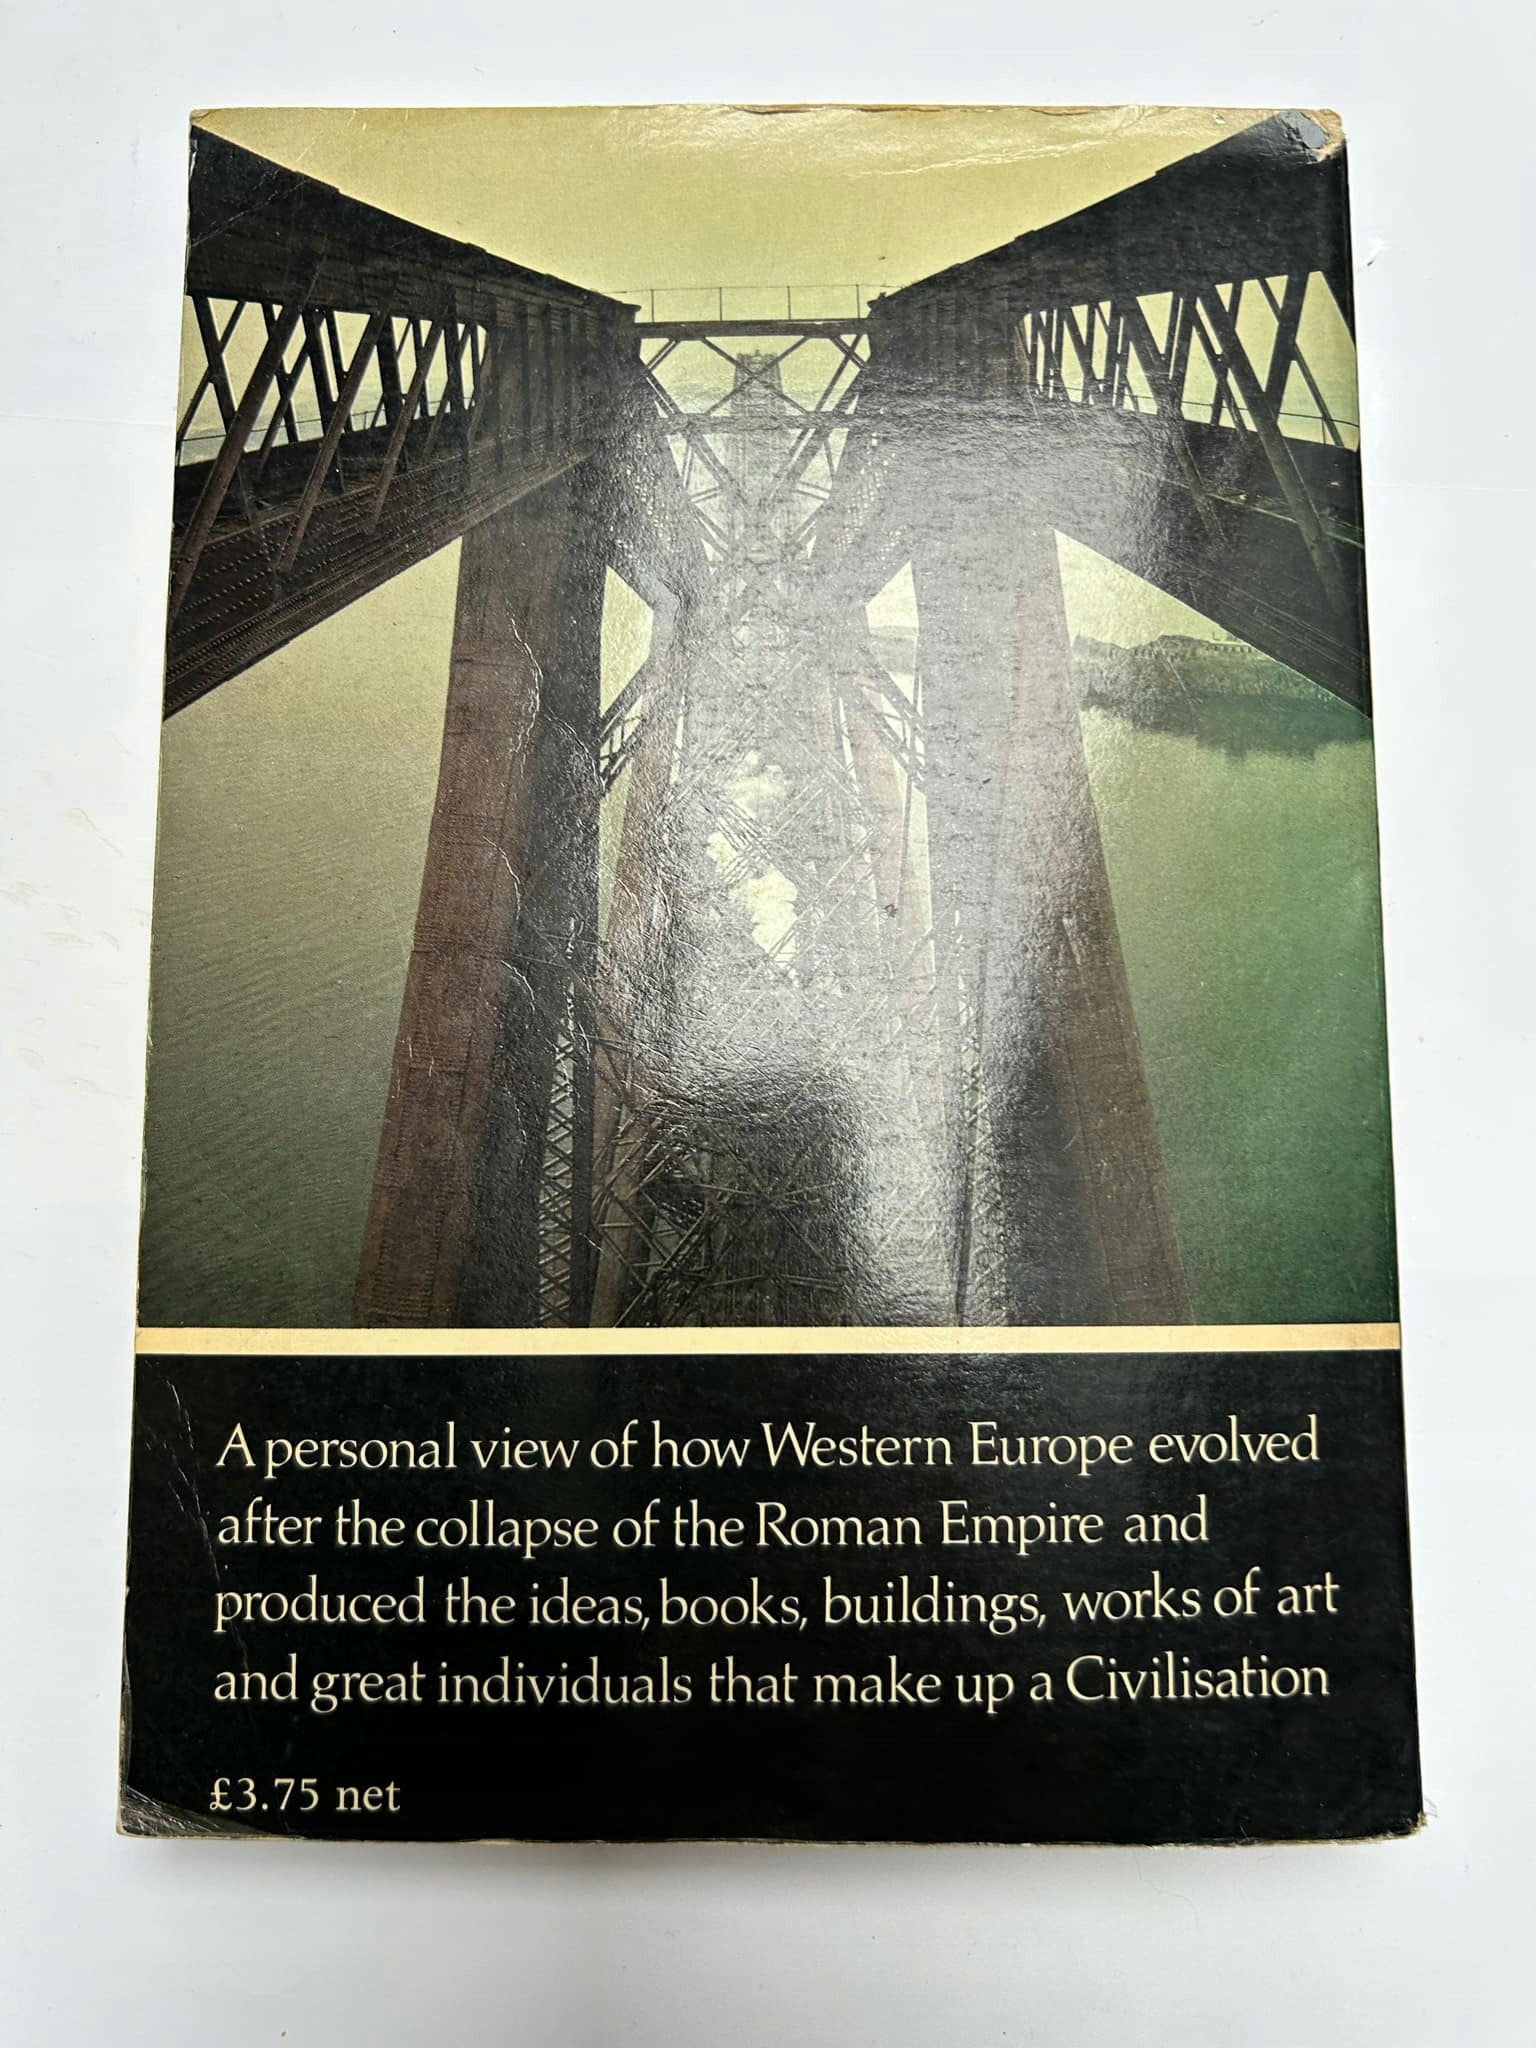 A personal view of how Western Europe evolved
after the collapse of the Roman Empire and
produced the ideas, books, buildings, works of art
and great individuals that make up a Civilisation
£3.75 net